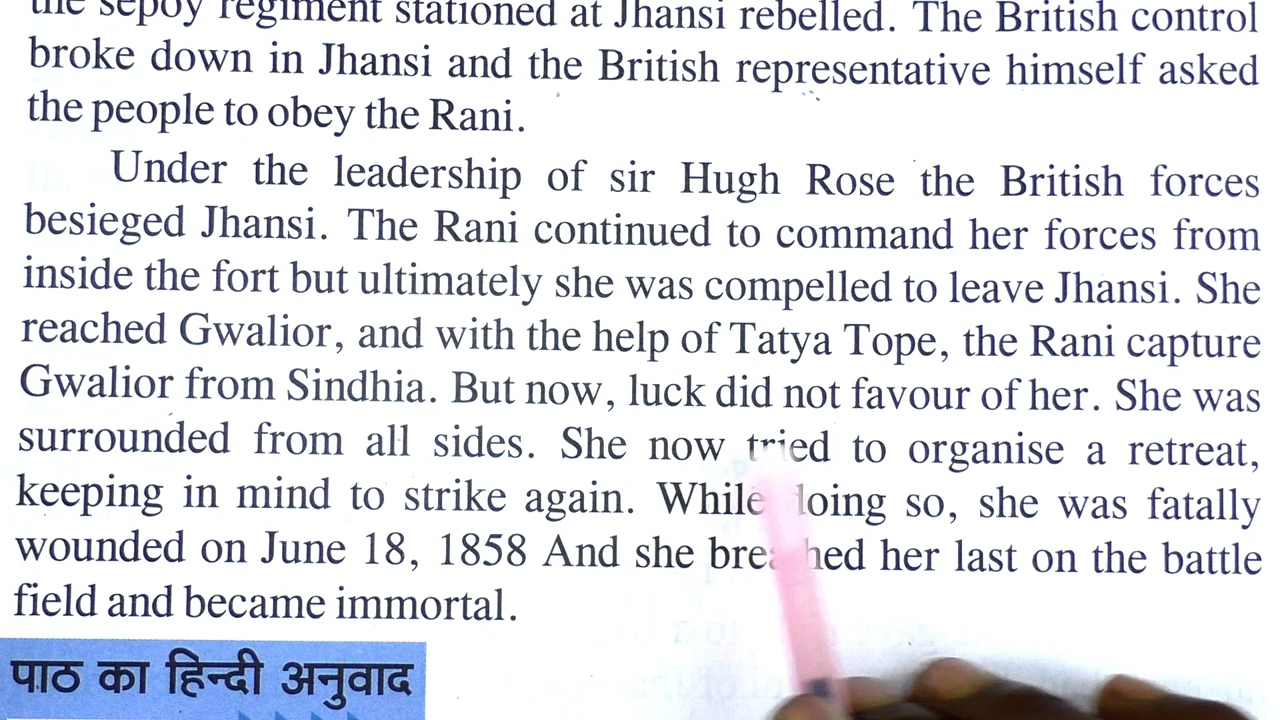 the sepoy regiment stationed at Jhansi rebelled. The British control
broke down in Jhansi and the British representative himself asked
the people to obey the Rani.
Under the leadership of sir Hugh Rose the British forces
besieged Jhansi. The Rani continued to command her forces from
inside the fort but ultimately she was compelled to leave Jhansi. She
reached Gwalior, and with the help of Tatya Tope, the Rani capture
Gwalior from Sindhia. But now, luck did not favour of her. She was
surrounded from all sides. She now tried to organise a retreat,
keeping in mind to strike again. While doing so, she was fatally
wounded on June 18, 1858 And she breathed her last on the battle
field and became immortal.
पाठ का हिन्दी अनुवाद